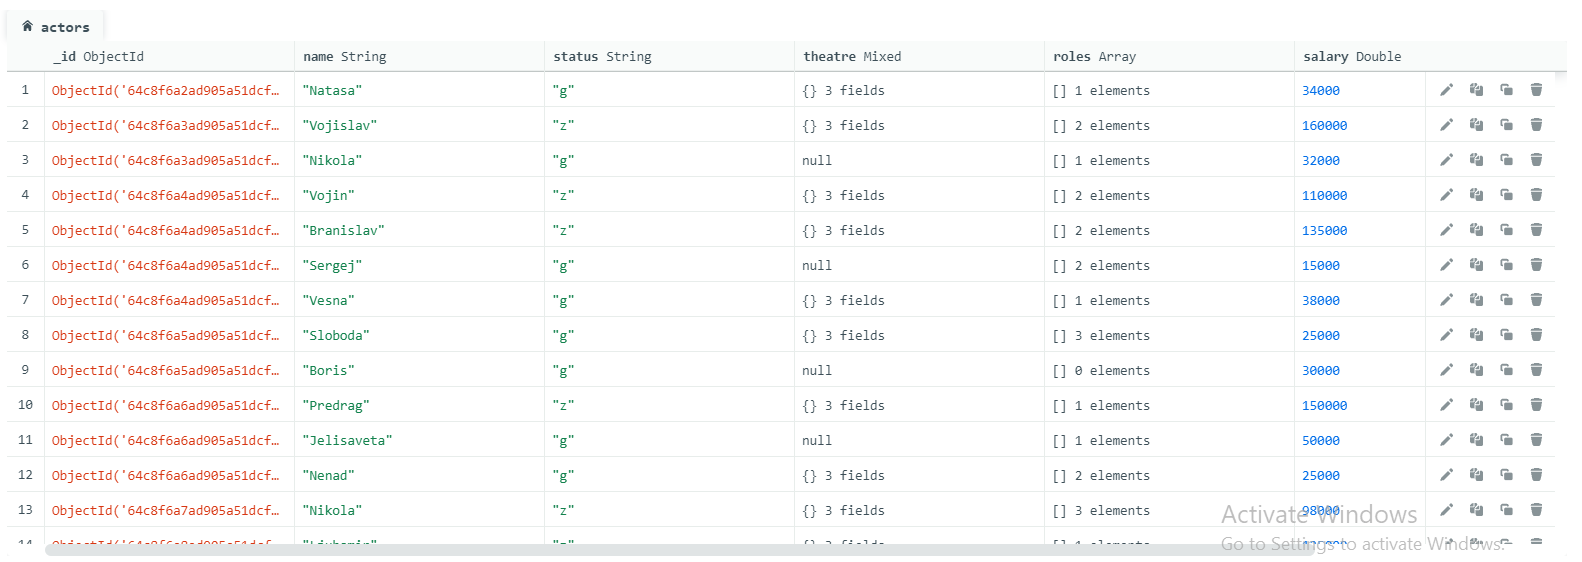 actors
_id ObjectId name String status String theatre Mixed roles Array salary Double
1 ObjectId('64c8f6a2ad905a51dcf… "Natasa" "g" {} 3 fields [] 1 elements 34000
2 ObjectId('64c8f6a3ad905a51dcf… "Vojislav" "z" {} 3 fields [] 2 elements 160000
3 ObjectId('64c8f6a3ad905a51dcf… "Nikola" "g" null [] 1 elements 32000
4 ObjectId('64c8f6a4ad905a51dcf… "Vojin" "z" {} 3 fields [] 2 elements 110000
5 ObjectId('64c8f6a4ad905a51dcf… "Branislav" "z" {} 3 fields [] 2 elements 135000
6 ObjectId('64c8f6a4ad905a51dcf… "Sergej" "g" null [] 2 elements 15000
7 ObjectId('64c8f6a4ad905a51dcf… "Vesna" "g" {} 3 fields [] 1 elements 38000
8 ObjectId('64c8f6a5ad905a51dcf… "Sloboda" "g" {} 3 fields [] 3 elements 25000
9 ObjectId('64c8f6a5ad905a51dcf… "Boris" "g" null [] 0 elements 30000
10 ObjectId('64c8f6a6ad905a51dcf… "Predrag" "z" {} 3 fields [] 1 elements 150000
11 ObjectId('64c8f6a6ad905a51dcf… "Jelisaveta" "g" null [] 1 elements 50000
12 ObjectId('64c8f6a6ad905a51dcf… "Nenad" "g" {} 3 fields [] 2 elements 25000
13 ObjectId('64c8f6a7ad905a51dcf… "Nikola" "z" {} 3 fields [] 3 elements 98000
Activate Windows
14
Go to Settings to activate Windows.